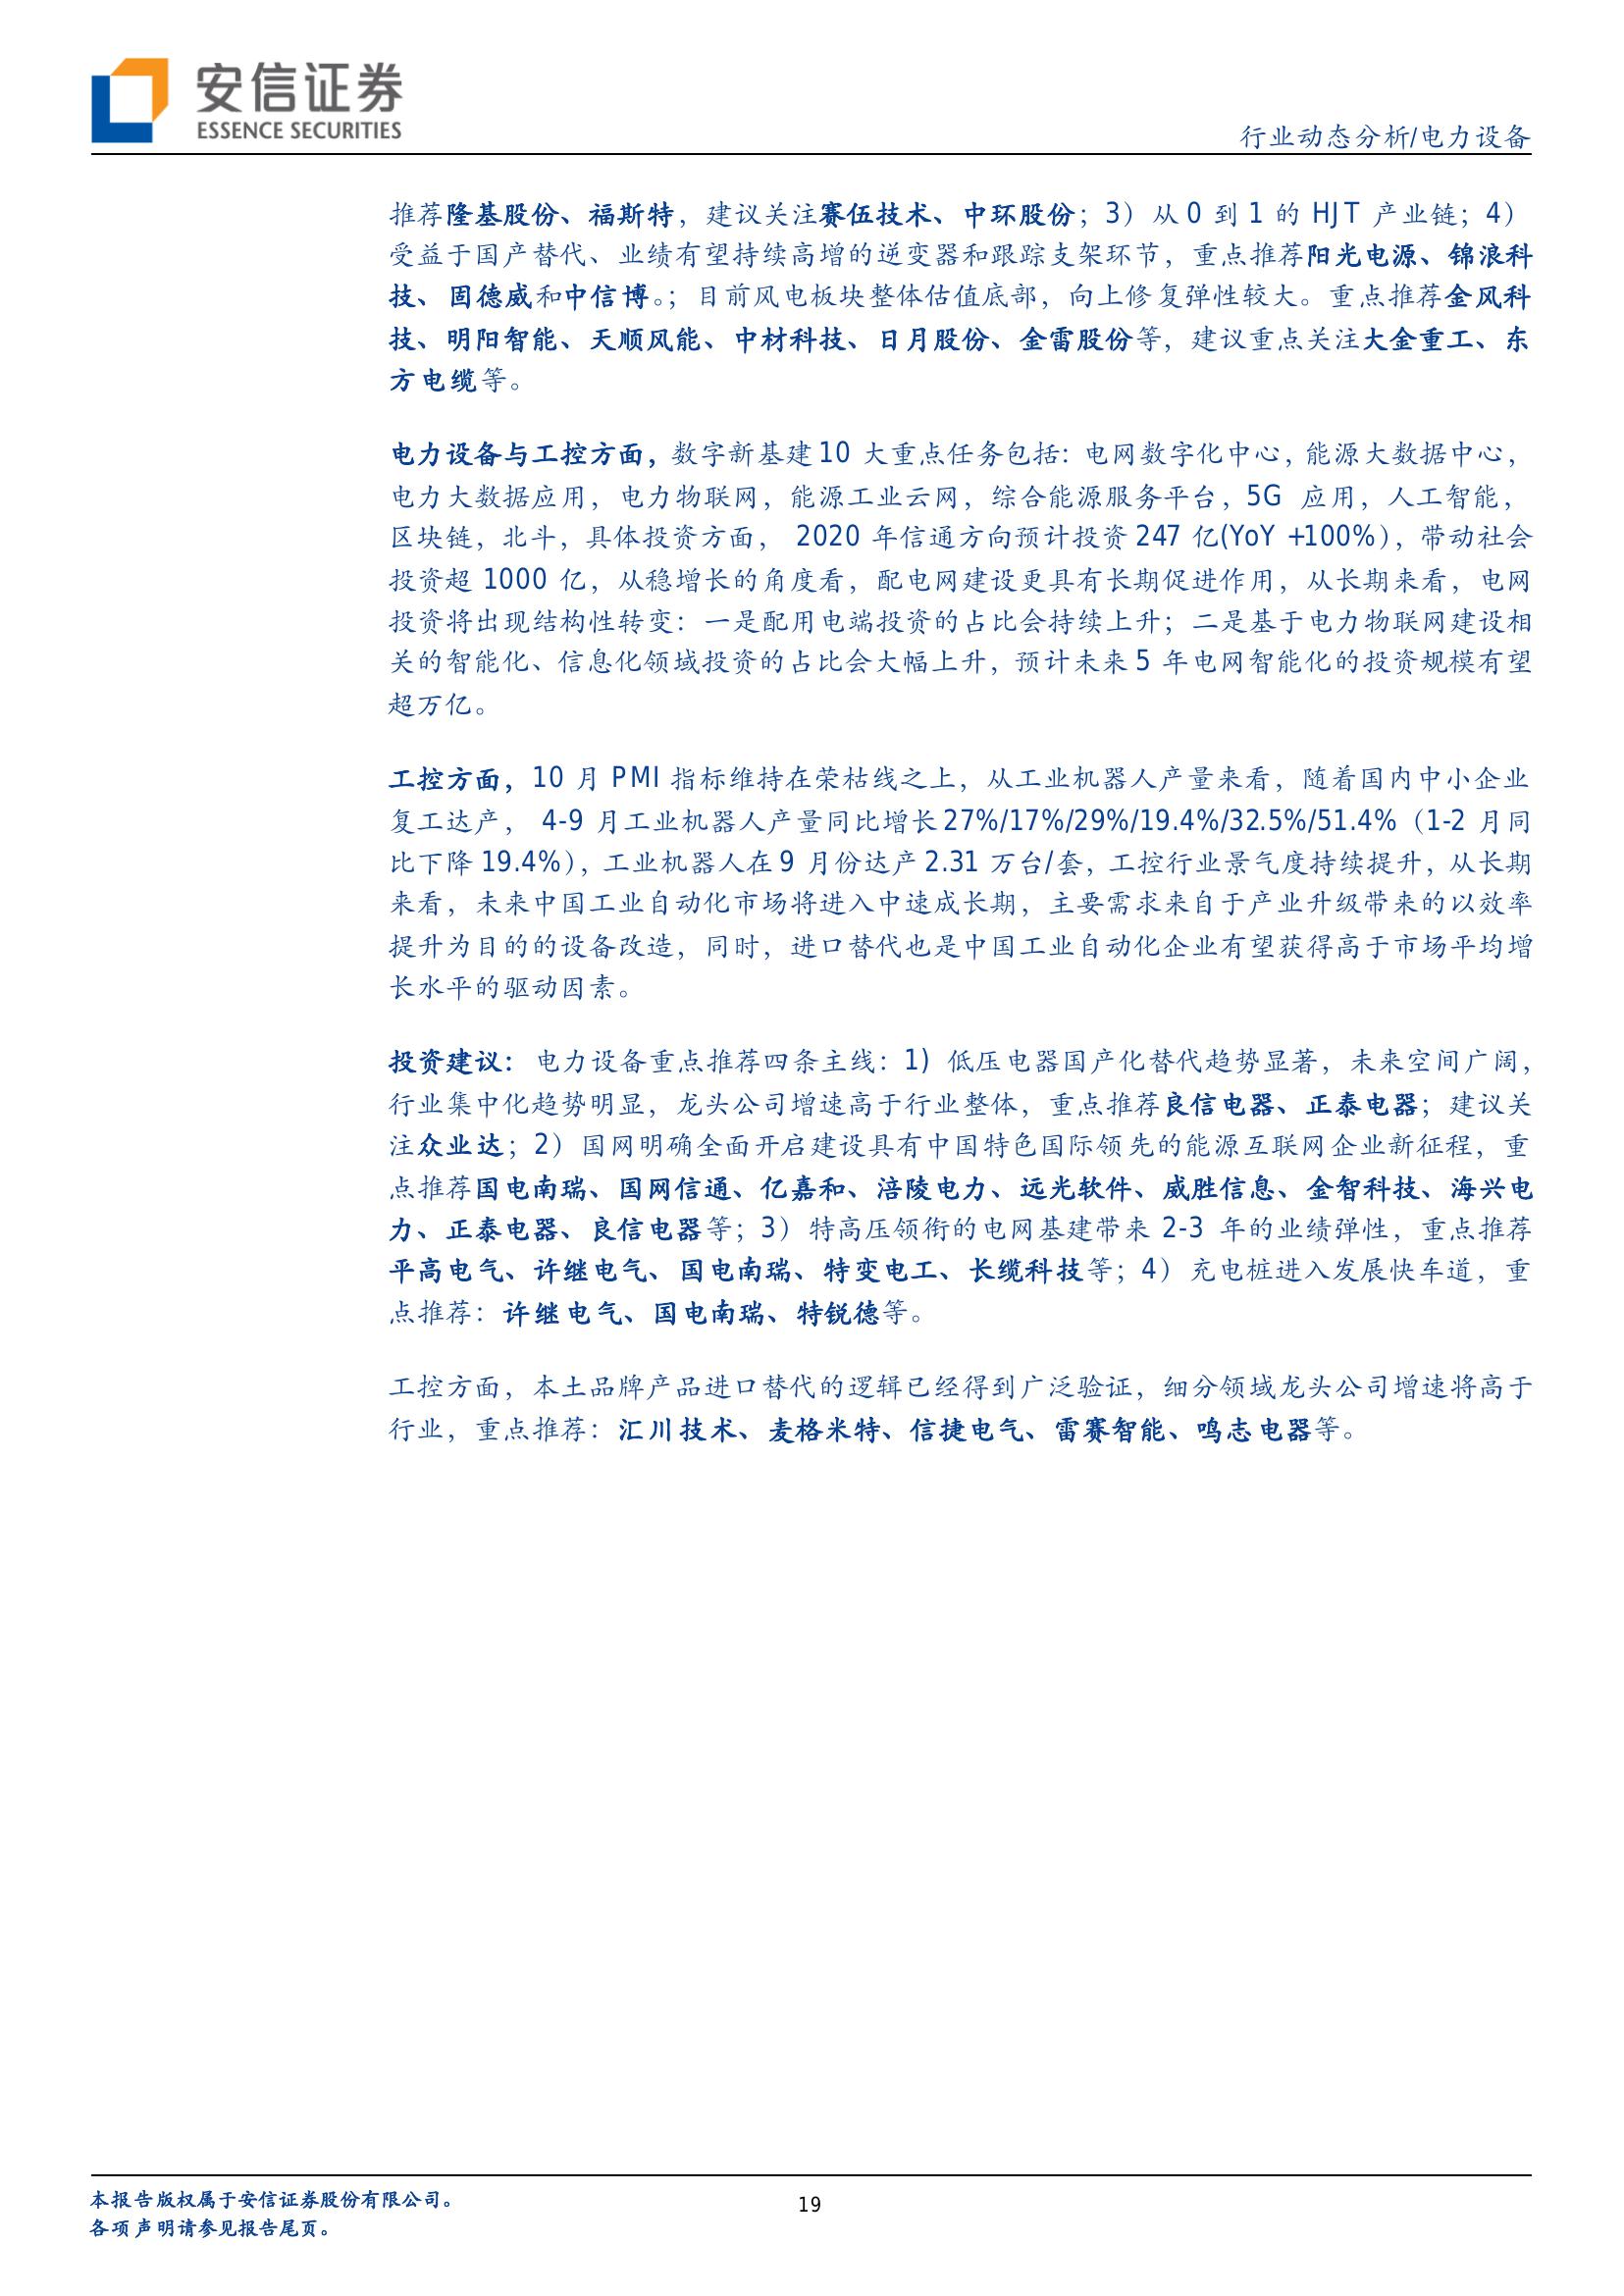 安信证券
ESSENCE SECURITIES
行业动态分析/电力设备
推荐隆基股份、福斯特，建议关注赛伍技术、中环股份；3）从 0 到 1 的 HJT 产业链；4）
受益于国产替代、业绩有望持续高增的逆变器和跟踪支架环节，重点推荐阳光电源、锦浪科
技、固德威和中信博。；目前风电板块整体估值底部，向上修复弹性较大。重点推荐金风科
技、明阳智能、天顺风能、中材科技、日月股份、金雷股份等，建议重点关注大金重工、东
方电缆等。
电力设备与工控方面，数字新基建 10 大重点任务包括：电网数字化中心，能源大数据中心，
电力大数据应用，电力物联网，能源工业云网，综合能源服务平台，5G 应用，人工智能，
区块链，北斗，具体投资方面， 2020 年信通方向预计投资 247 亿(YoY +100%），带动社会
投资超 1000 亿，从稳增长的角度看，配电网建设更具有长期促进作用，从长期来看，电网
投资将出现结构性转变：一是配用电端投资的占比会持续上升；二是基于电力物联网建设相
关的智能化、信息化领域投资的占比会大幅上升，预计未来 5 年电网智能化的投资规模有望
超万亿。
工控方面，10 月 PMI 指标维持在荣枯线之上，从工业机器人产量来看，随着国内中小企业
复工达产， 4-9 月工业机器人产量同比增长 27%/17%/29%/19.4%/32.5%/51.4%（1-2 月同
比下降 19.4%），工业机器人在 9 月份达产 2.31 万台/套，工控行业景气度持续提升，从长期
来看，未来中国工业自动化市场将进入中速成长期，主要需求来自于产业升级带来的以效率
提升为目的的设备改造，同时，进口替代也是中国工业自动化企业有望获得高于市场平均增
长水平的驱动因素。
投资建议： 电力设备重点推荐四条主线：1）低压电器国产化替代趋势显著，未来空间广阔，
行业集中化趋势明显，龙头公司增速高于行业整体，重点推荐良信电器、正泰电器；建议关
注众业达；2）国网明确全面开启建设具有中国特色国际领先的能源互联网企业新征程，重
点推荐国电南瑞、国网信通、亿嘉和、涪陵电力、远光软件、威胜信息、金智科技、海兴电
力、正泰电器、良信电器等；3）特高压领衔的电网基建带来 2-3 年的业绩弹性，重点推荐
平高电气、许继电气、国电南瑞、特变电工、长缆科技等；4）充电桩进入发展快车道，重
点推荐：许继电气、国电南瑞、特锐德等。
工控方面，本土品牌产品进口替代的逻辑已经得到广泛验证，细分领域龙头公司增速将高于
行业，重点推荐：汇川技术、麦格米特、信捷电气、雷赛智能、鸣志电器等。
本报告版权属于安信证券股份有限公司。
19
各项声明请参见报告尾页。